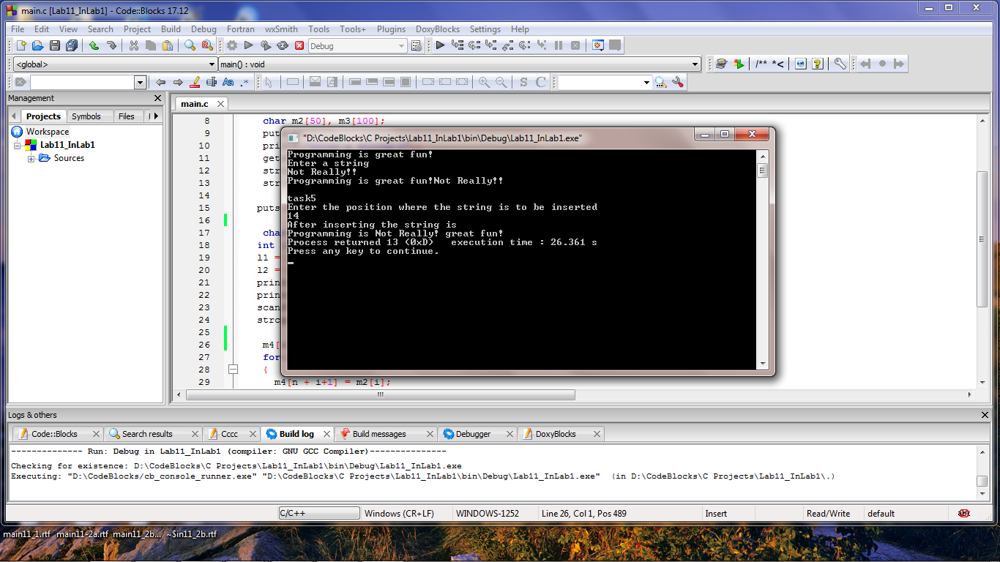 main.c [Lab11_InLab1] - Code::Blocks 17.12
File Edit View Search Project Build Debug Fortran wxSmith Tools Tools+ Plugins DoxyBlocks Settings Help
Debug
<global> main() : void /** *<
Aa .* S C
Management
Projects Symbols Files
Workspace
Lab11_InLab1
Sources
main.c
8 char m2[50], m3[100];
9 put
10 pri
11 get
12 str
13 str
14
15 puts
16
17 cha
18 int
19 l1 =
20 l2 =
21 prin
22 prin
23 scan
24 strc
25
26 m4[
27 for
28 {
29 m4[n + i+1] = m2[i];
"D:\CodeBlocks\C Projects\Lab11_InLab1\bin\Debug\Lab11_InLab1.exe"
Programming is great fun!
Enter a string
Not Really!!
Programming is great fun!Not Really!!
task5
Enter the position where the string is to be inserted
14
After inserting the string is
Programming is Not Really! great fun!
Process returned 13 (0xD) execution time : 26.361 s
Press any key to continue.
Logs & others
Code::Blocks Search results Cccc Build log Build messages Debugger DoxyBlocks
-------------- Run: Debug in Lab11_InLab1 (compiler: GNU GCC Compiler)---------------
Checking for existence: D:\CodeBlocks\C Projects\Lab11_InLab1\bin\Debug\Lab11_InLab1.exe
Executing: "D:\CodeBlocks/cb_console_runner.exe" "D:\CodeBlocks\C Projects\Lab11_InLab1\bin\Debug\Lab11_InLab1.exe" (in D:\CodeBlocks\C Projects\Lab11_InLab1\.)
C/C++ Windows (CR+LF) WINDOWS-1252 Line 26, Col 1, Pos 489 Insert Read/Write default
main11_1.rtf main11-2a.rtf main11_2b... ~$in11_2b.rtf